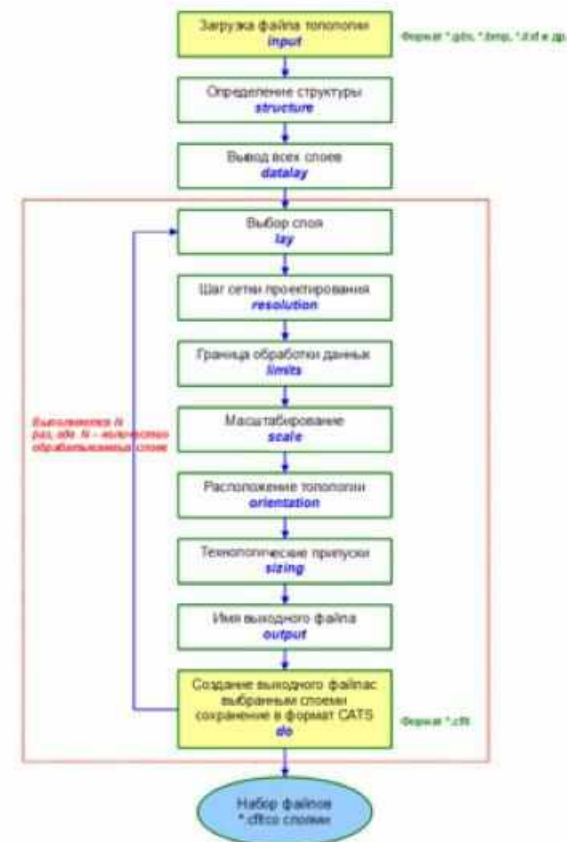 Загрузка файла топологии
input
Формат *.gds, *.bmp, *.dxf и др.
Определение структуры
structure
Вывод всех слоев
datalay
Выбор слоя
lay
Шаг сетки проектирования
resolution
Граница обработки данных
limits
Выполняется N
раз, где N - количество
обрабатываемых слоев
Масштабирование
scale
Расположение топологии
orientation
Технологические припуски
sizing
Имя выходного файла
output
Создание выходного файлас
выбранным слоеми
сохранение в формат CATS
do
Формат *.cflt
Набор файлов
*.cfltсо слоями